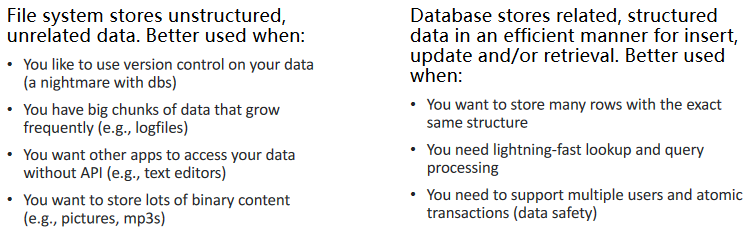 File system stores unstructured,
unrelated data. Better used when:
• You like to use version control on your data
(a nightmare with dbs)
• You have big chunks of data that grow
frequently (e.g., logfiles)
• You want other apps to access your data
without API (e.g., text editors)
• You want to store lots of binary content
(e.g., pictures, mp3s)
Database stores related, structured
data in an efficient manner for insert,
update and/or retrieval. Better used
when:
• You want to store many rows with the exact
same structure
• You need lightning-fast lookup and query
processing
• You need to support multiple users and atomic
transactions (data safety)